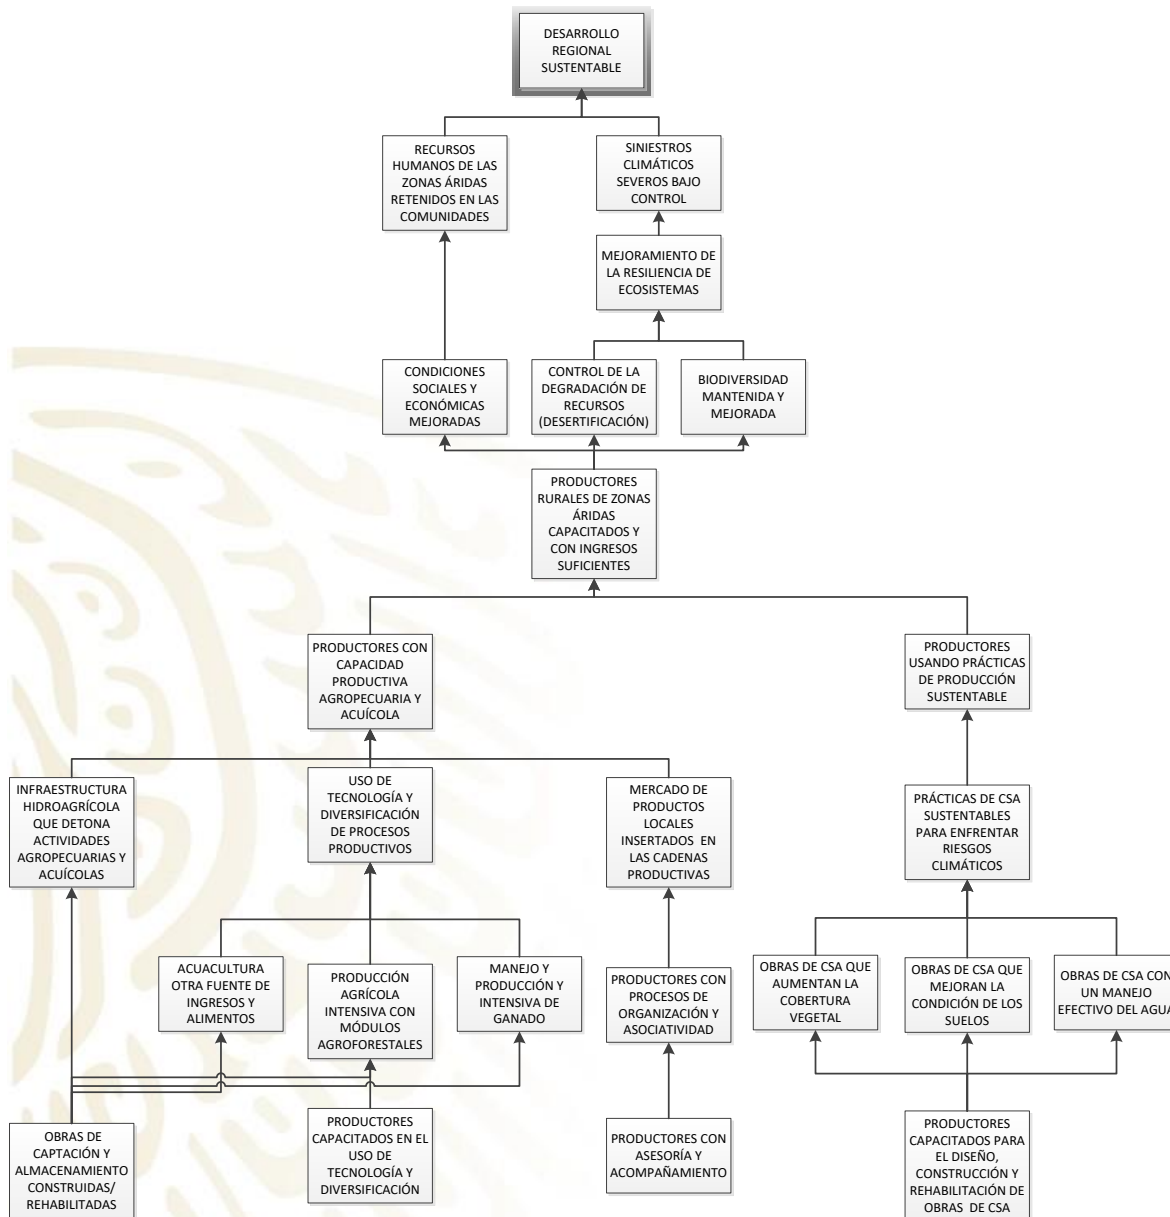 DESARROLLO
REGIONAL
SUSTENTABLE
RECURSOS
HUMANOS DE LAS
ZONAS ÁRIDAS
RETENIDOS EN LAS
COMUNIDADES
SINIESTROS
CLIMÁTICOS
SEVEROS BAJO
CONTROL
MEJORAMIENTO DE
LA RESILIENCIA DE
ECOSISTEMAS
CONDICIONES
SOCIALES Y
ECONÓMICAS
MEJORADAS
CONTROL DE LA
DEGRADACIÓN DE
RECURSOS
(DESERTIFICACIÓN)
BIODIVERSIDAD
MANTENIDA Y
MEJORADA
PRODUCTORES
RURALES DE ZONAS
ÁRIDAS
CAPACITADOS Y
CON INGRESOS
SUFICIENTES
PRODUCTORES CON
CAPACIDAD
PRODUCTIVA
AGROPECUARIA Y
ACUÍCOLA
PRODUCTORES
USANDO PRÁCTICAS
DE PRODUCCIÓN
SUSTENTABLE
INFRAESTRUCTURA
HIDROAGRÍCOLA
QUE DETONA
ACTIVIDADES
AGROPECUARIAS Y
ACUÍCOLAS
USO DE
TECNOLOGÍA Y
DIVERSIFICACIÓN
DE PROCESOS
PRODUCTIVOS
MERCADO DE
PRODUCTOS
LOCALES
INSERTADOS EN
LAS CADENAS
PRODUCTIVAS
PRÁCTICAS DE CSA
SUSTENTABLES
PARA ENFRENTAR
RIESGOS
CLIMÁTICOS
ACUACULTURA
OTRA FUENTE DE
INGRESOS Y
ALIMENTOS
PRODUCCIÓN
AGRÍCOLA
INTENSIVA CON
MÓDULOS
AGROFORESTALES
MANEJO Y
PRODUCCIÓN Y
INTENSIVA DE
GANADO
PRODUCTORES CON
PROCESOS DE
ORGANIZACIÓN Y
ASOCIATIVIDAD
OBRAS DE CSA QUE
AUMENTAN LA
COBERTURA
VEGETAL
OBRAS DE CSA QUE
MEJORAN LA
CONDICIÓN DE LOS
SUELOS
OBRAS DE CSA CON
UN MANEJO
EFECTIVO DEL AGUA
OBRAS DE
CAPTACIÓN Y
ALMACENAMIENTO
CONSTRUIDAS/
REHABILITADAS
PRODUCTORES
CAPACITADOS EN EL
USO DE
TECNOLOGÍA Y
DIVERSIFICACIÓN
PRODUCTORES CON
ASESORÍA Y
ACOMPAÑAMIENTO
PRODUCTORES
CAPACITADOS PARA
EL DISEÑO,
CONSTRUCCIÓN Y
REHABILITACIÓN DE
OBRAS DE CSA